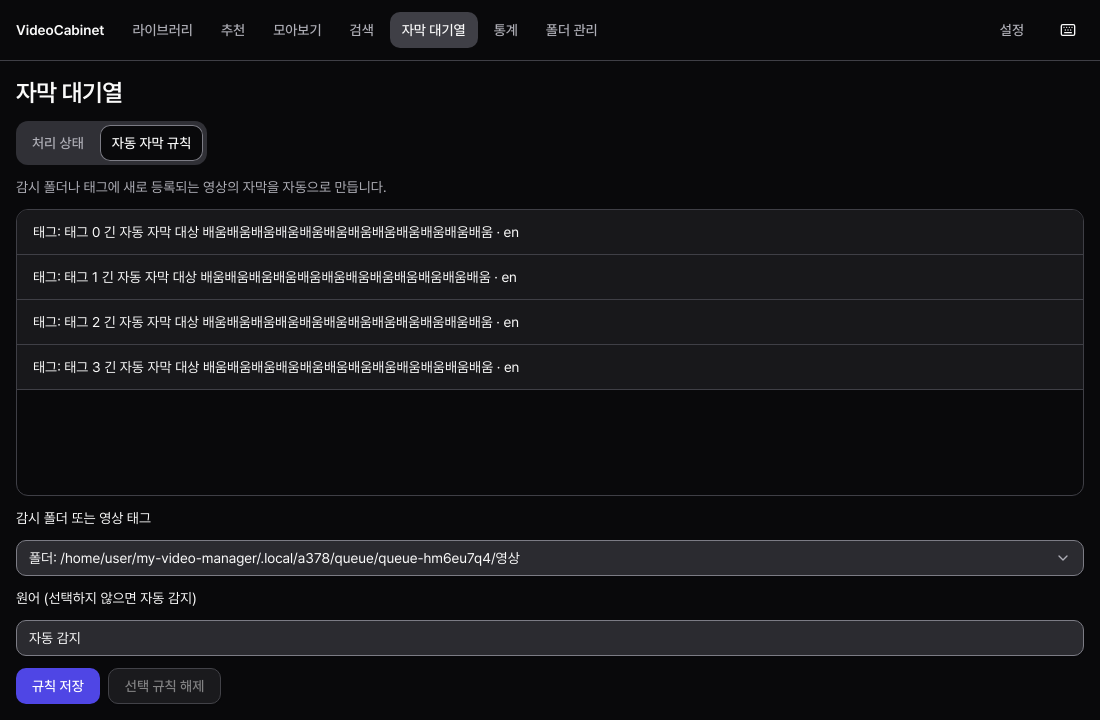 VideoCabinet 라이브러리 추천 모아보기 검색 자막 대기열 통계 폴더 관리 설정
자막 대기열
처리 상태 자동 자막 규칙
감시 폴더나 태그에 새로 등록되는 영상의 자막을 자동으로 만듭니다.
태그: 태그 0 긴 자동 자막 대상 배움배움배움배움배움배움배움배움배움배움배움배움 · en
태그: 태그 1 긴 자동 자막 대상 배움배움배움배움배움배움배움배움배움배움배움배움 · en
태그: 태그 2 긴 자동 자막 대상 배움배움배움배움배움배움배움배움배움배움배움배움 · en
태그: 태그 3 긴 자동 자막 대상 배움배움배움배움배움배움배움배움배움배움배움배움 · en
감시 폴더 또는 영상 태그
폴더: /home/user/my-video-manager/.local/a378/queue/queue-hm6eu7q4/영상
원어 (선택하지 않으면 자동 감지)
자동 감지
규칙 저장 선택 규칙 해제